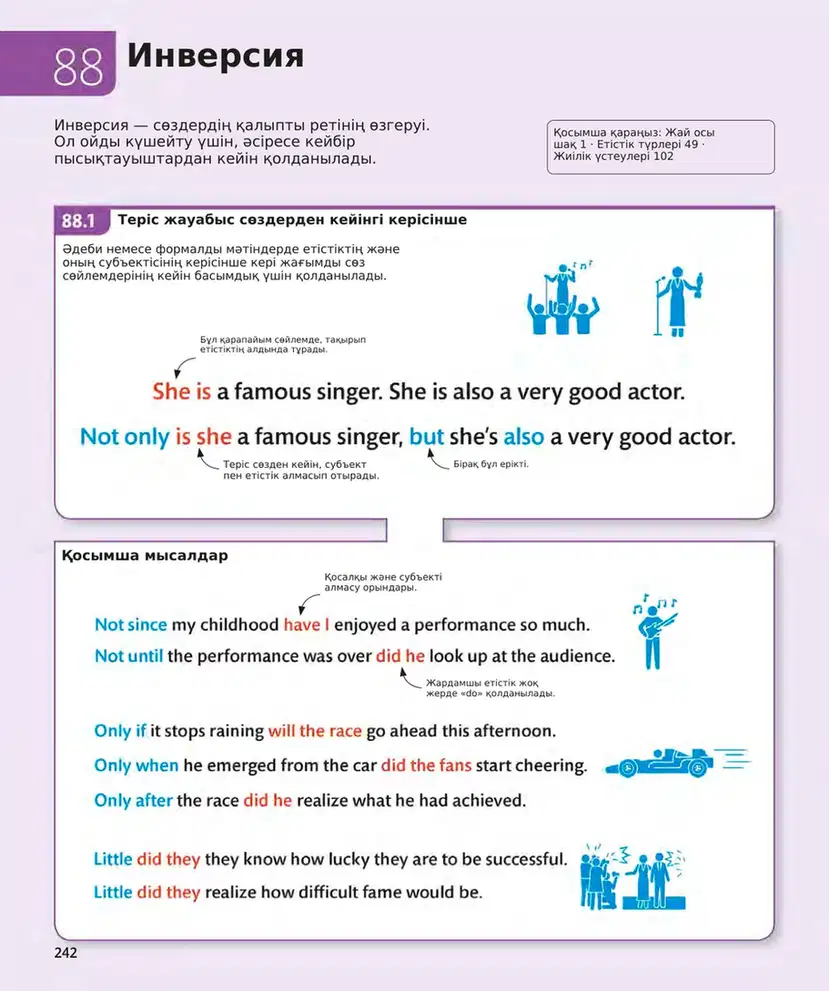 88
Инверсия
Инверсия — сөздердің қалыпты ретінің өзгеруі.
Ол ойды күшейту үшін, әсіресе кейбір
пысықтауыштардан кейін қолданылады.
Қосымша қараңыз: Жай осы
шақ 1 · Етістік түрлері 49 ·
Жиілік үстеулері 102
88.1 Теріс жауабыс сөздерден кейінгі керісінше
Әдеби немесе формалды мәтіндерде етістіктің және
оның субъектісінің керісінше кері жағымды сөз
сөйлемдерінің кейін басымдық үшін қолданылады.
Бұл қарапайым сөйлемде, тақырып
етістіктің алдында тұрады.
She is a famous singer. She is also a very good actor.
Not only is she a famous singer, but she's also a very good actor.
Теріс сөзден кейін, субъект
пен етістік алмасып отырады.
Бірақ бұл ерікті.
Қосымша мысалдар
Қосалқы және субъекті
алмасу орындары.
Not since my childhood have I enjoyed a performance so much.
Not until the performance was over did he look up at the audience.
Жардамшы етістік жоқ
жерде «do» қолданылады.
Only if it stops raining will the race go ahead this afternoon.
Only when he emerged from the car did the fans start cheering.
Only after the race did he realize what he had achieved.
Little did they they know how lucky they are to be successful.
Little did they realize how difficult fame would be.
242